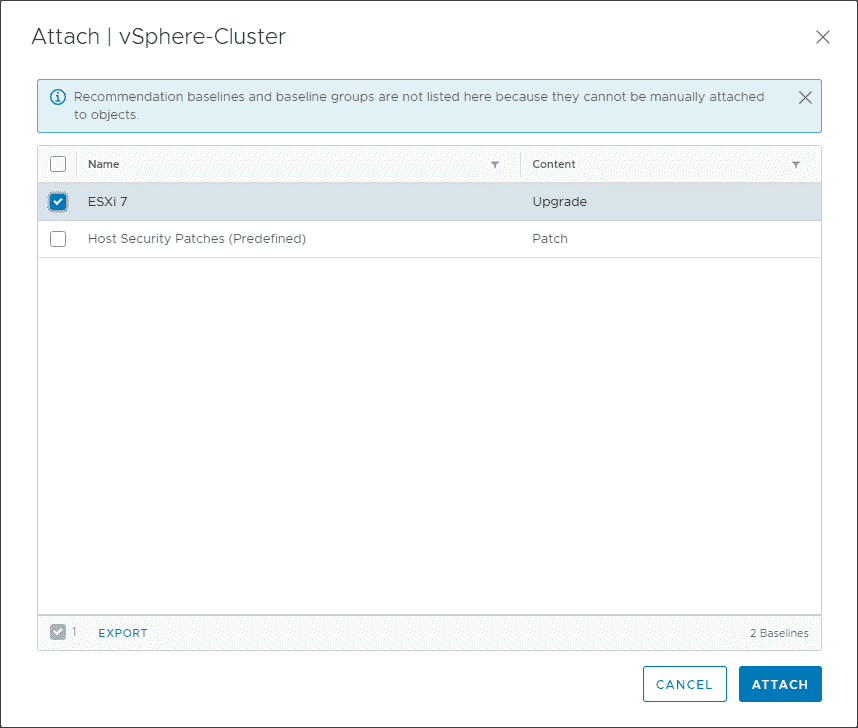 Attach | vSphere-Cluster
Recommendation baselines and baseline groups are not listed here because they cannot be manually attached
to objects.
Name Content
ESXi 7 Upgrade
Host Security Patches (Predefined) Patch
1 EXPORT 2 Baselines
CANCEL ATTACH